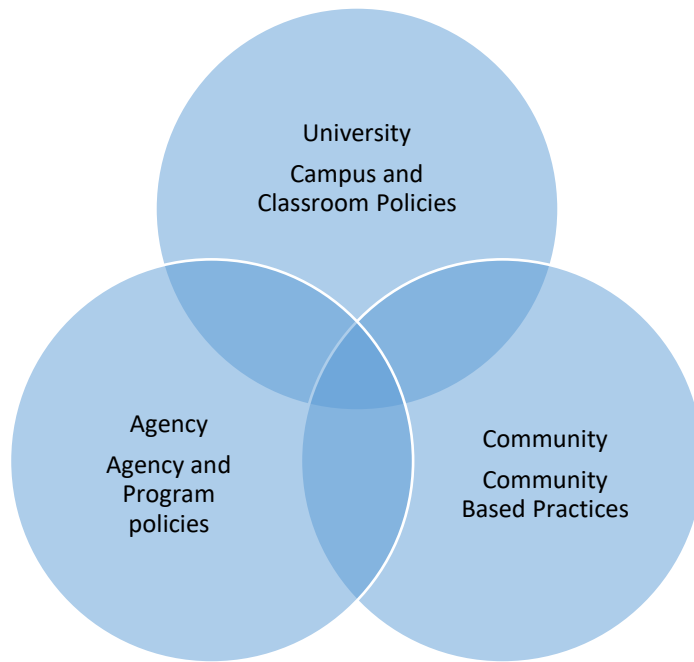 University
Campus and
Classroom Policies
Agency
Agency and
Program
policies
Community
Community
Based Practices